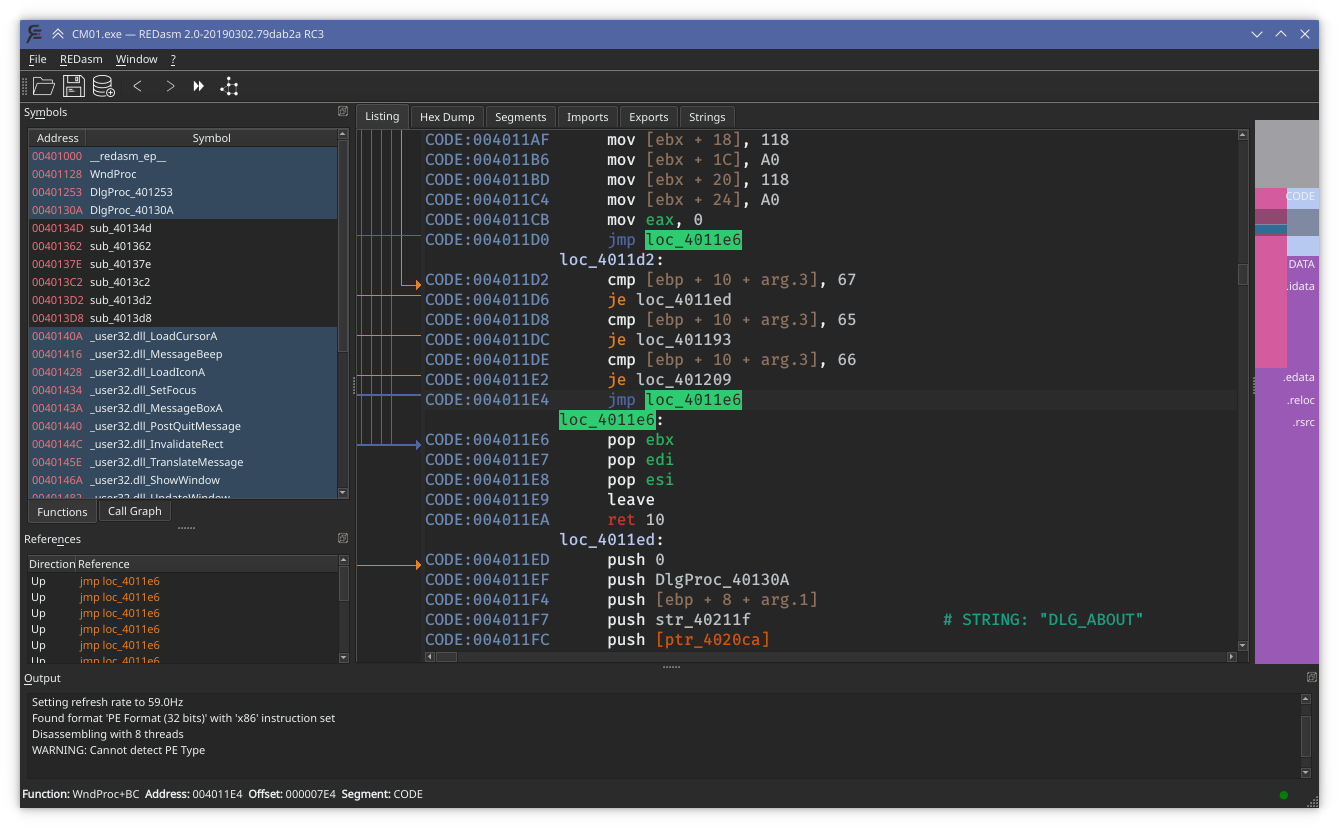 CM01.exe — REDasm 2.0-20190302.79dab2a RC3
File REDasm Window ?
Symbols
Address Symbol
00401000 __redasm_ep__
00401128 WndProc
00401253 DlgProc_401253
0040130A DlgProc_40130A
0040134D sub_40134d
00401362 sub_401362
0040137E sub_40137e
004013C2 sub_4013c2
004013D2 sub_4013d2
004013D8 sub_4013d8
0040140A _user32.dll_LoadCursorA
00401416 _user32.dll_MessageBeep
00401428 _user32.dll_LoadIconA
00401434 _user32.dll_SetFocus
0040143A _user32.dll_MessageBoxA
00401440 _user32.dll_PostQuitMessage
0040144C _user32.dll_InvalidateRect
0040145E _user32.dll_TranslateMessage
0040146A _user32.dll_ShowWindow
00401482 _user32.dll_UpdateWindow
Functions Call Graph
References
Direction Reference
Up jmp loc_4011e6
Up jmp loc_4011e6
Up jmp loc_4011e6
Up jmp loc_4011e6
Up jmp loc_4011e6
Up jmp loc_4011e6
Listing Hex Dump Segments Imports Exports Strings
CODE:004011AF mov [ebx + 18], 118
CODE:004011B6 mov [ebx + 1C], A0
CODE:004011BD mov [ebx + 20], 118
CODE:004011C4 mov [ebx + 24], A0
CODE:004011CB mov eax, 0
CODE:004011D0 jmp loc_4011e6
loc_4011d2:
CODE:004011D2 cmp [ebp + 10 + arg.3], 67
CODE:004011D6 je loc_4011ed
CODE:004011D8 cmp [ebp + 10 + arg.3], 65
CODE:004011DC je loc_401193
CODE:004011DE cmp [ebp + 10 + arg.3], 66
CODE:004011E2 je loc_401209
CODE:004011E4 jmp loc_4011e6
loc_4011e6:
CODE:004011E6 pop ebx
CODE:004011E7 pop edi
CODE:004011E8 pop esi
CODE:004011E9 leave
CODE:004011EA ret 10
loc_4011ed:
CODE:004011ED push 0
CODE:004011EF push DlgProc_40130A
CODE:004011F4 push [ebp + 8 + arg.1]
CODE:004011F7 push str_40211f # STRING: "DLG_ABOUT"
CODE:004011FC push [ptr_4020ca]
CODE
DATA
.idata
.edata
.reloc
.rsrc
Output
Setting refresh rate to 59.0Hz
Found format 'PE Format (32 bits)' with 'x86' instruction set
Disassembling with 8 threads
WARNING: Cannot detect PE Type
Function: WndProc+BC Address: 004011E4 Offset: 000007E4 Segment: CODE